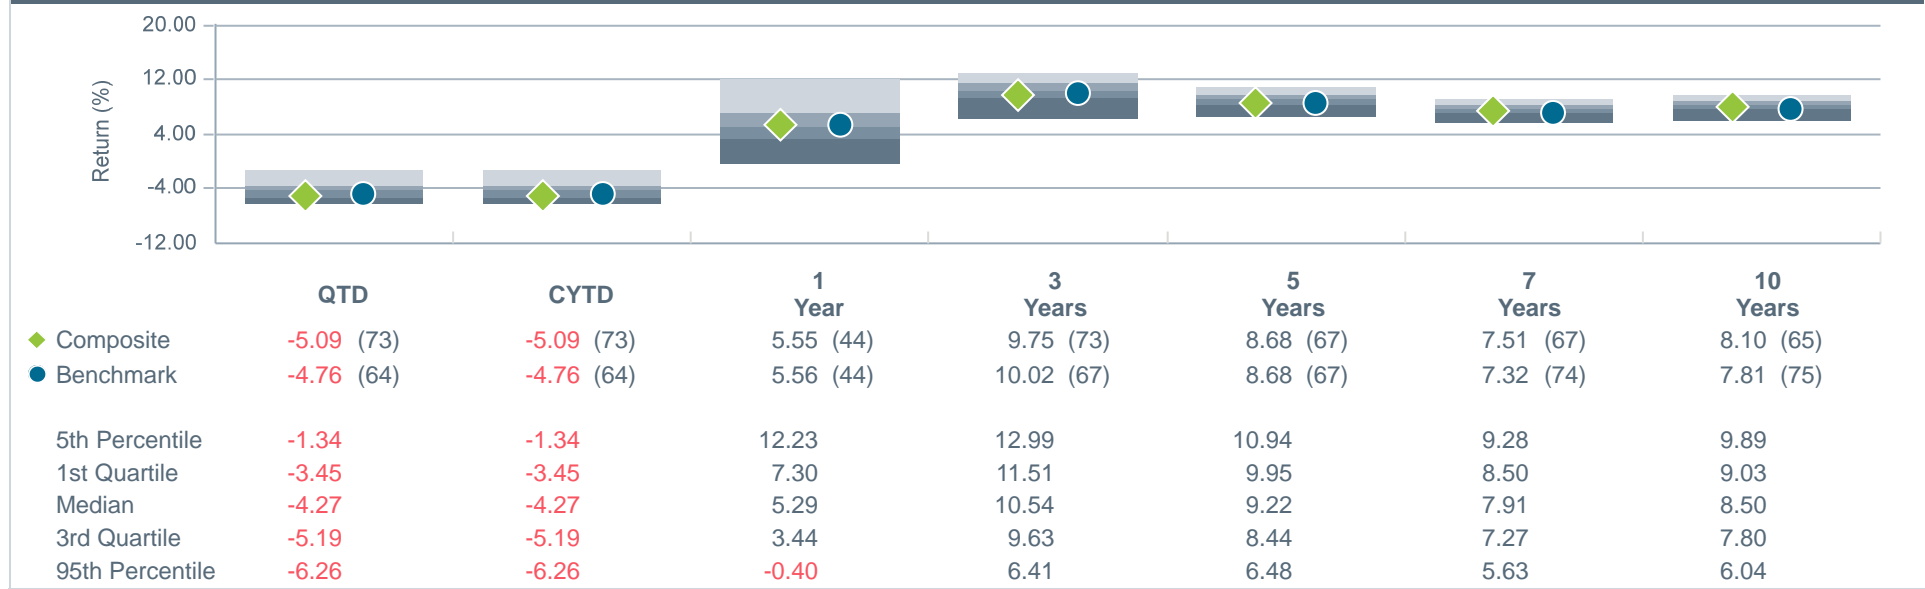 20.00
12.00
4.00
-4.00
-12.00
Return (%)
QTD CYTD 1 Year 3 Years 5 Years 7 Years 10 Years
Composite -5.09 (73) -5.09 (73) 5.55 (44) 9.75 (73) 8.68 (67) 7.51 (67) 8.10 (65)
Benchmark -4.76 (64) -4.76 (64) 5.56 (44) 10.02 (67) 8.68 (67) 7.32 (74) 7.81 (75)
5th Percentile -1.34 -1.34 12.23 12.99 10.94 9.28 9.89
1st Quartile -3.45 -3.45 7.30 11.51 9.95 8.50 9.03
Median -4.27 -4.27 5.29 10.54 9.22 7.91 8.50
3rd Quartile -5.19 -5.19 3.44 9.63 8.44 7.27 7.80
95th Percentile -6.26 -6.26 -0.40 6.41 6.48 5.63 6.04